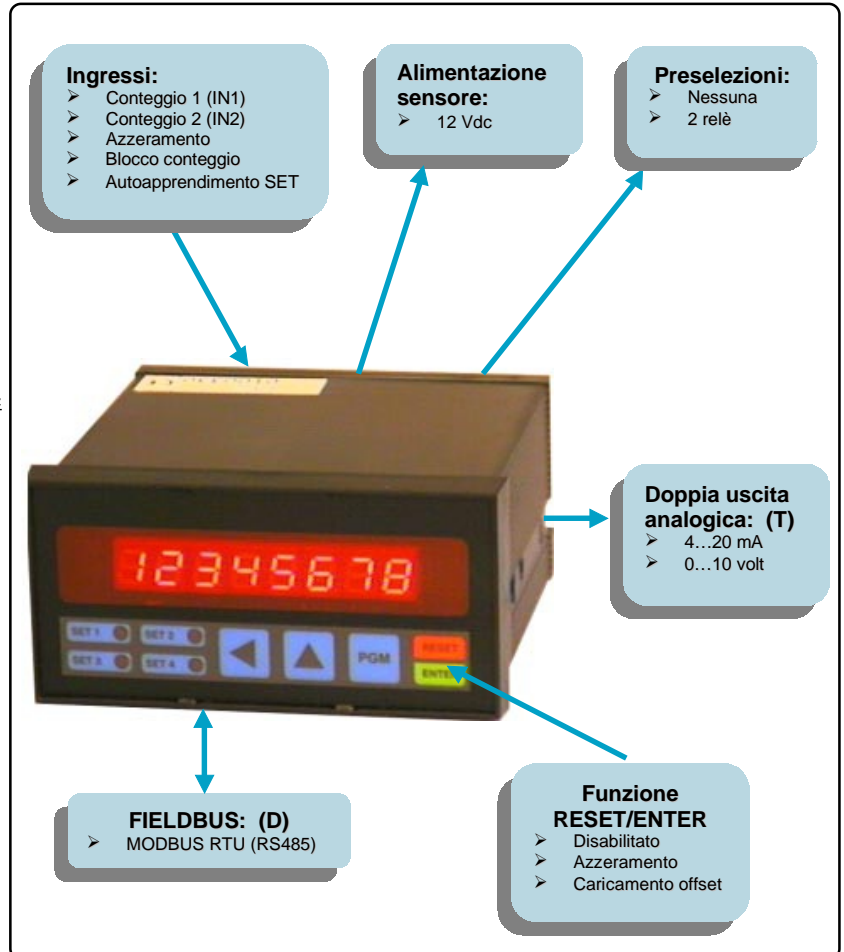 Ingressi:
➢ Conteggio 1 (IN1)
➢ Conteggio 2 (IN2)
➢ Azzeramento
➢ Blocco conteggio
➢ Autoapprendimento SET
Alimentazione
sensore:
➢ 12 Vdc
Preselezioni:
➢ Nessuna
➢ 2 relè
Doppia uscita
analogica: (T)
➢ 4…20 mA
➢ 0…10 volt
12345678
SET 1 SET 2
SET 3 SET 4
PGM
RESET
ENTER
FIELDBUS: (D)
➢ MODBUS RTU (RS485)
Funzione
RESET/ENTER
➢ Disabilitato
➢ Azzeramento
➢ Caricamento offset